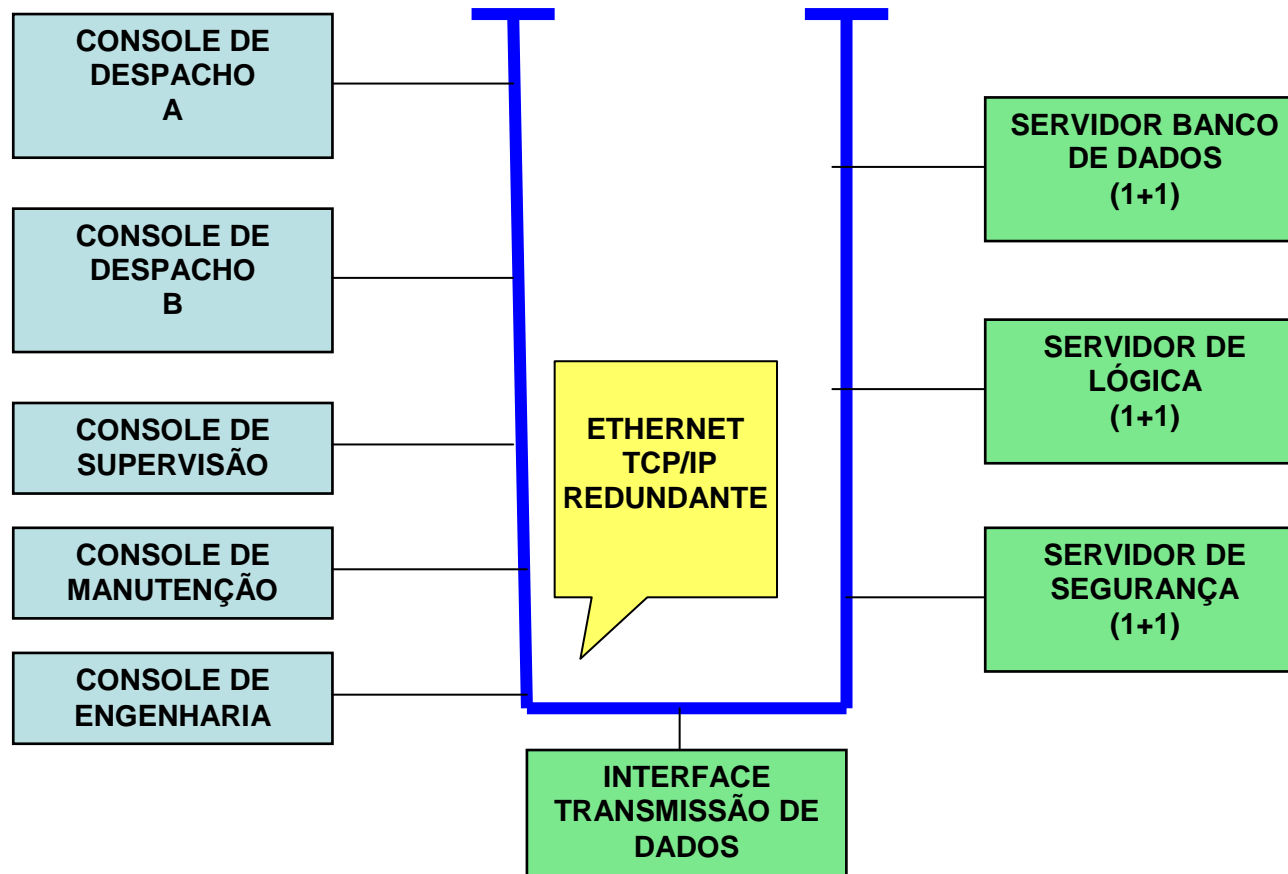 CONSOLE DE
DESPACHO
A
CONSOLE DE
DESPACHO
B
CONSOLE DE
SUPERVISÃO
CONSOLE DE
MANUTENÇÃO
CONSOLE DE
ENGENHARIA
ETHERNET
TCP/IP
REDUNDANTE
INTERFACE
TRANSMISSÃO DE
DADOS
SERVIDOR BANCO
DE DADOS
(1+1)
SERVIDOR DE
LÓGICA
(1+1)
SERVIDOR DE
SEGURANÇA
(1+1)